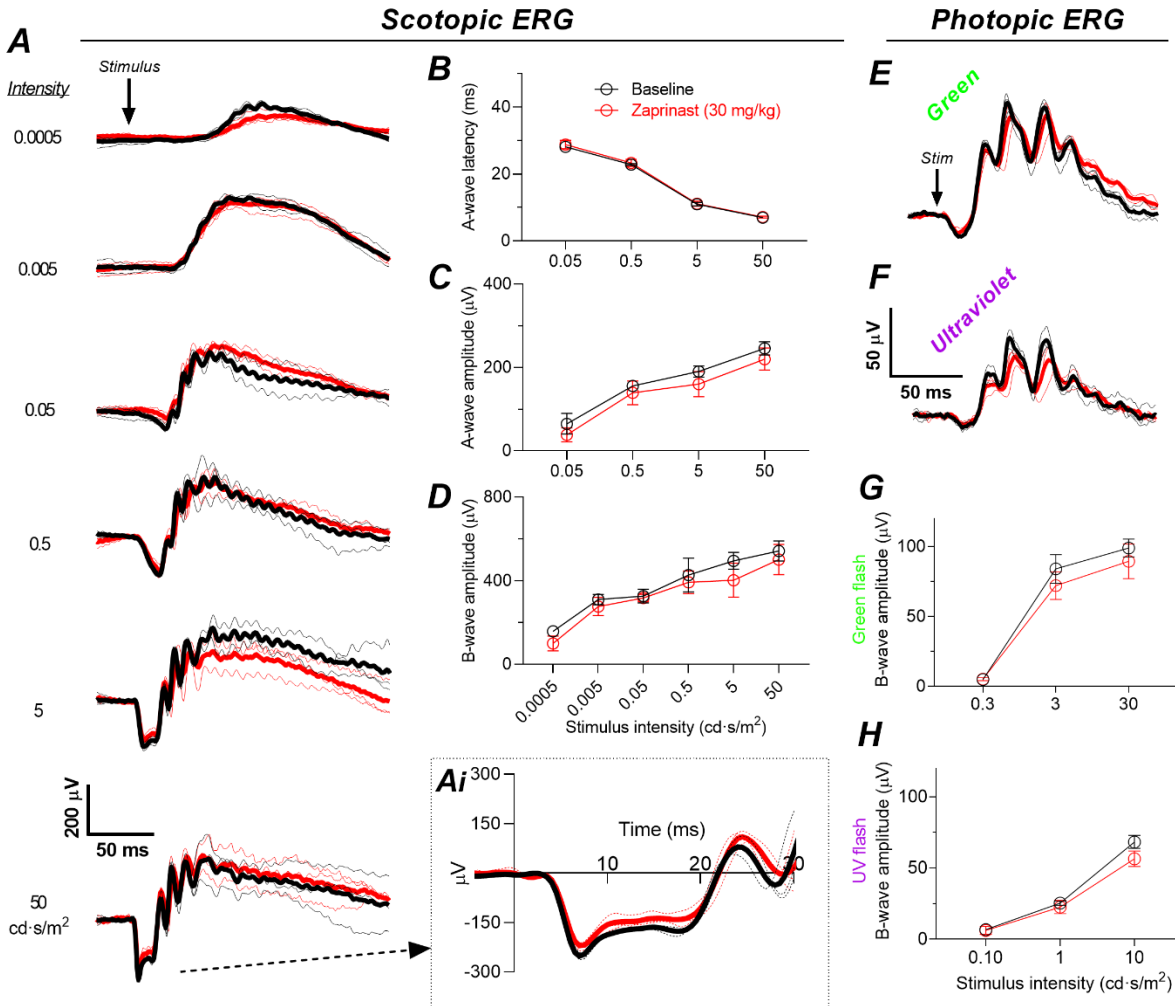 Scotopic ERG
Photopic ERG
A
Intensity
Stimulus
0.0005
0.005
0.05
0.5
5
50
cd·s/m²
200 µV
50 ms
B
A-wave latency (ms)
40
20
0
Baseline
Zaprinast (30 mg/kg)
0.05 0.5 5 50
C
A-wave amplitude (µV)
400
200
0
0.05 0.5 5 50
D
B-wave amplitude (µV)
800
400
0
0.0005 0.005 0.05 0.5 5 50
Stimulus intensity (cd·s/m²)
Ai
µV
300
150
-150
-300
Time (ms)
10 20 30
E
Green
Stim
F
Ultraviolet
50 µV
50 ms
G
Green flash
B-wave amplitude (µV)
100
50
0
0.3 3 30
H
UV flash
B-wave amplitude (µV)
100
50
0
0.10 1 10
Stimulus intensity (cd·s/m²)